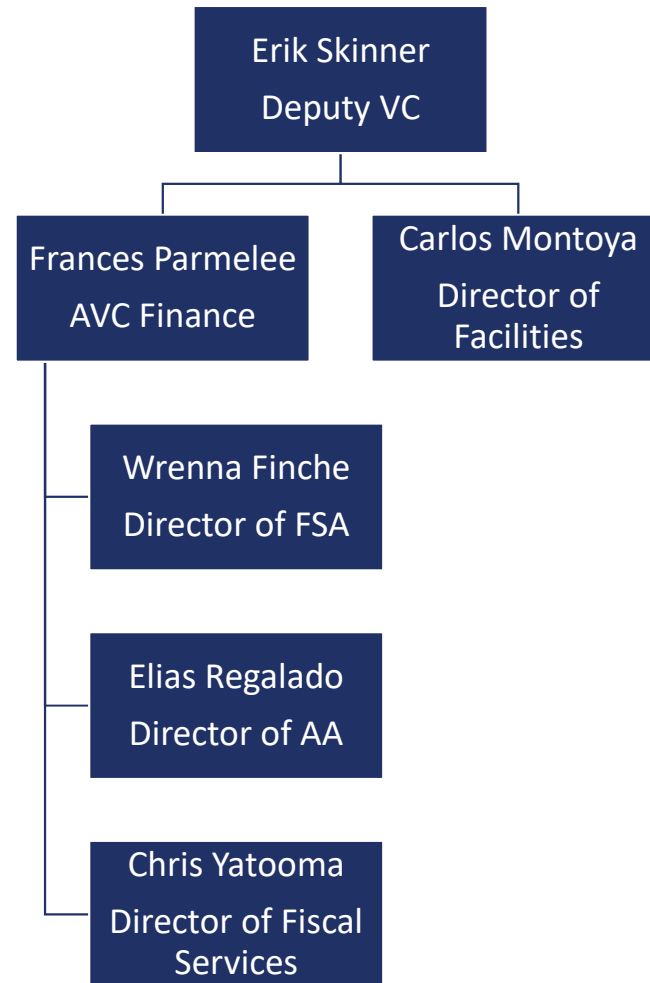 Erik Skinner
Deputy VC
Frances Parmelee
AVC Finance
Carlos Montoya
Director of
Facilities
Wrenna Finche
Director of FSA
Elias Regalado
Director of AA
Chris Yatooma
Director of Fiscal
Services